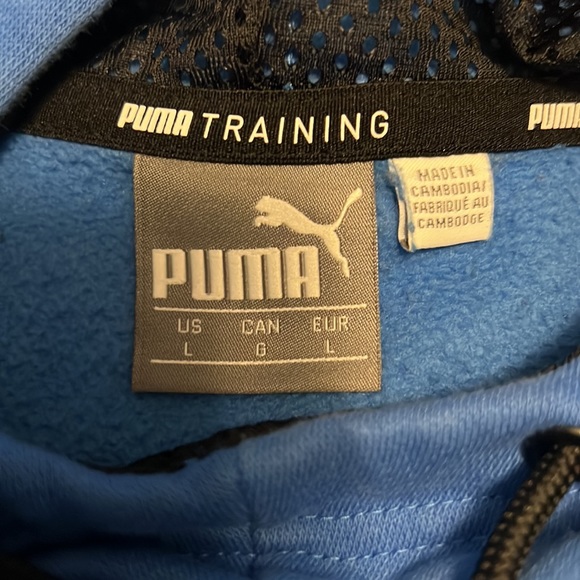 PUMA TRAINING PUMA
MADE IN
CAMBODIA/
FABRIQUÉ AU
CAMBODGE
PUMA
US CAN EUR
L G L